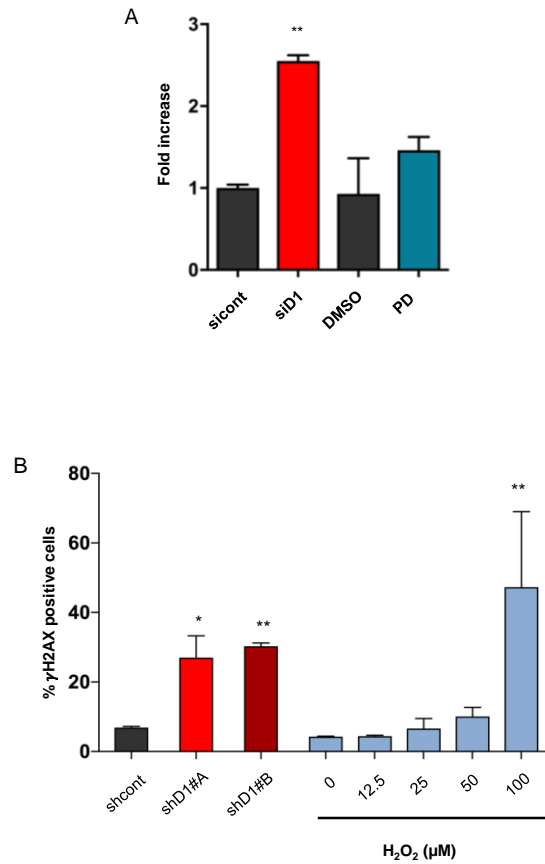 A
3
**
2
1
0
Fold increase
sicont
siD1
DMSO
PD
B
80
60
40
20
0
% γH2AX positive cells
*
**
**
shcont
shD1#A
shD1#B
0
12.5
25
50
100
H₂O₂ (µM)